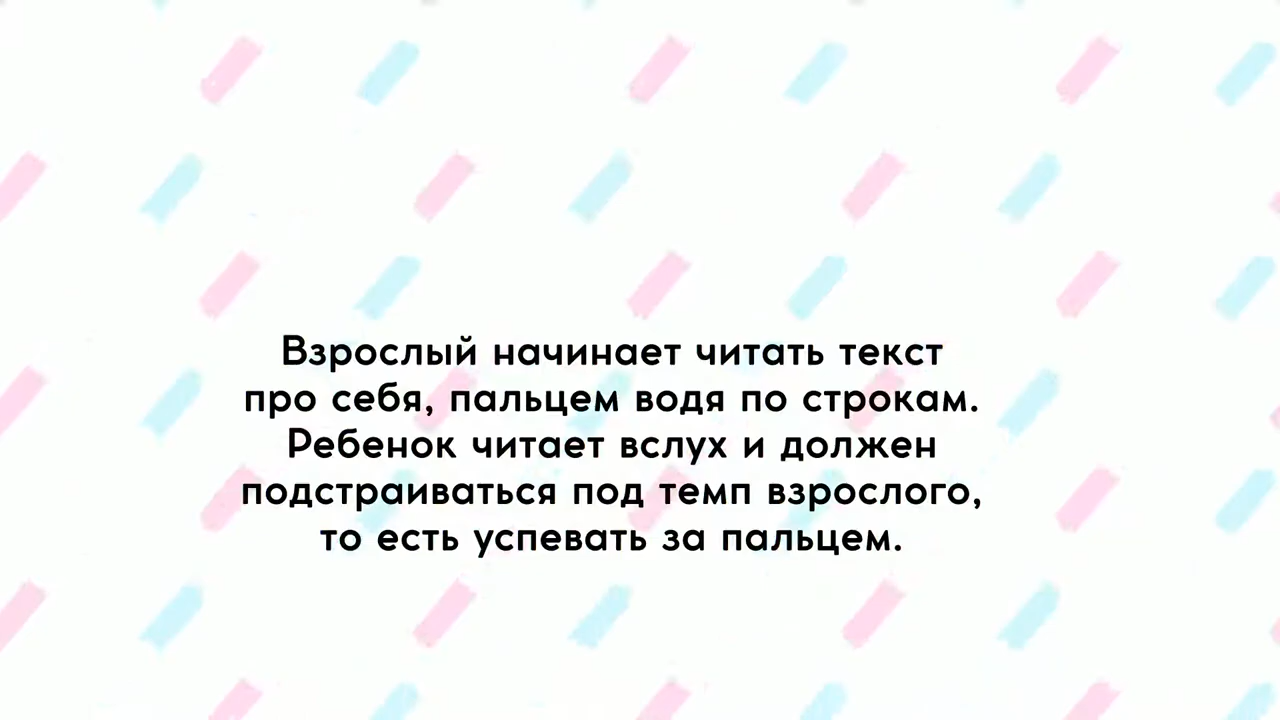 Взрослый начинает читать текст
про себя, пальцем водя по строкам.
Ребенок читает вслух и должен
подстраиваться под темп взрослого,
то есть успевать за пальцем.